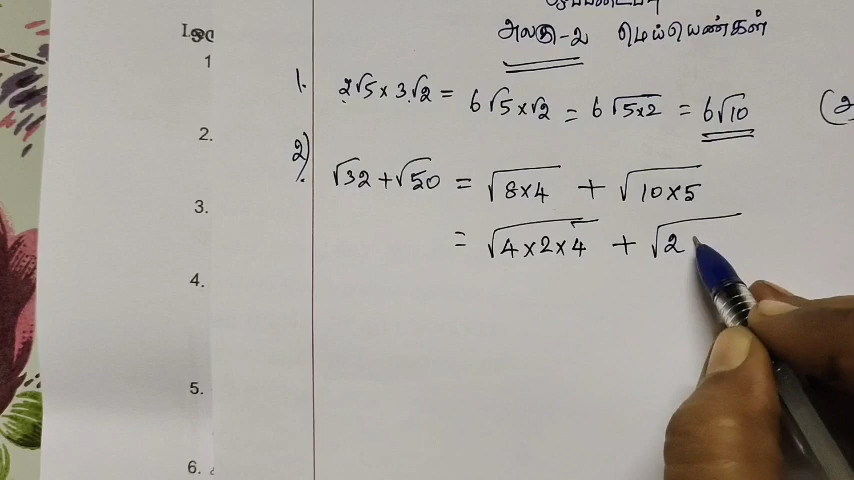 அலகு-2 மெய்யெண்கள்
1. 2√5 × 3√2 = 6√5×√2 = 6√5×2 = 6√10
2) √32 + √50 = √8×4 + √10×5
= √4×2×4 + √2
1
2.
3.
4.
5.
6.